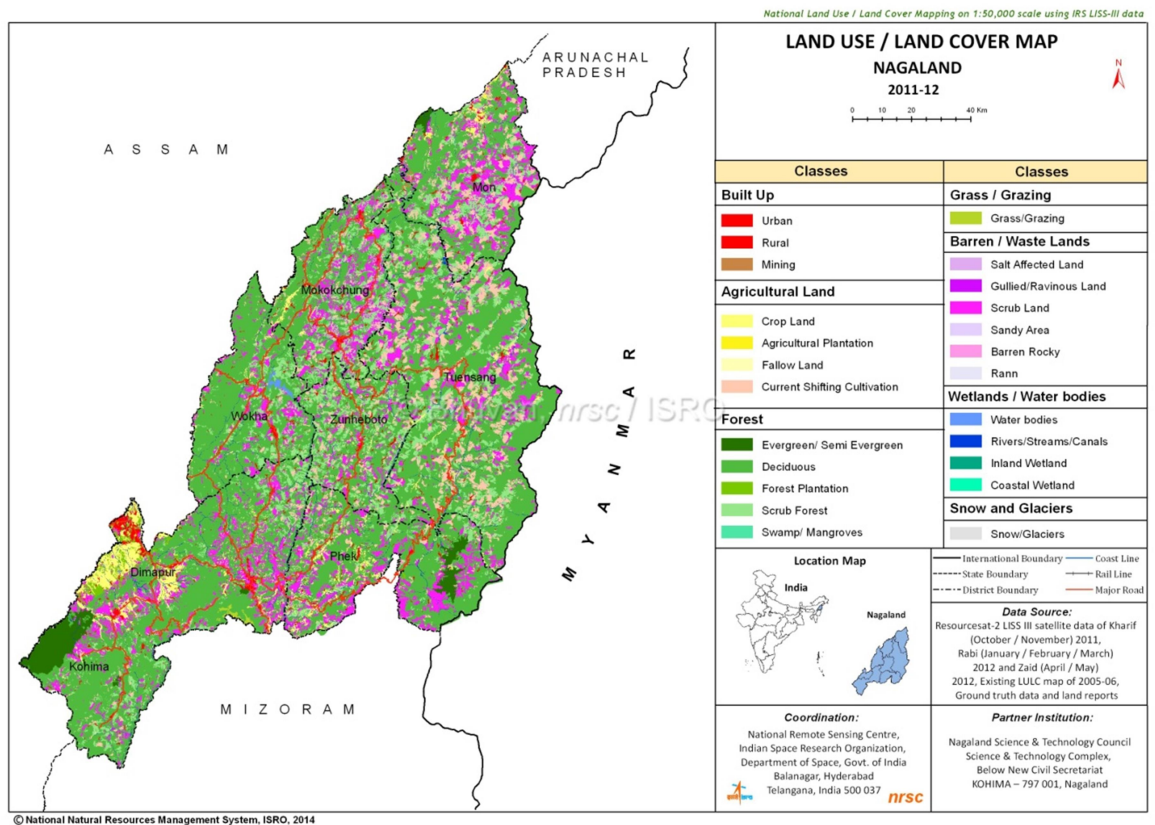 National Land Use / Land Cover Mapping on 1:50,000 scale using IRS LISS-III data
LAND USE / LAND COVER MAP
NAGALAND
2011-12
N
0 10 20 40 Km
ARUNACHAL
PRADESH
ASSAM
Mon
Mokokchung
Tuensang
Wokha
Zunheboto
Phek
Dimapur
Kohima
MYANMAR
MIZORAM
Bhuvan, nrsc / ISRO
Classes
Built Up
Urban
Rural
Mining
Agricultural Land
Crop Land
Agricultural Plantation
Fallow Land
Current Shifting Cultivation
Forest
Evergreen/ Semi Evergreen
Deciduous
Forest Plantation
Scrub Forest
Swamp/ Mangroves
Classes
Grass / Grazing
Grass/Grazing
Barren / Waste Lands
Salt Affected Land
Gullied/Ravinous Land
Scrub Land
Sandy Area
Barren Rocky
Rann
Wetlands / Water bodies
Water bodies
Rivers/Streams/Canals
Inland Wetland
Coastal Wetland
Snow and Glaciers
Snow/Glaciers
Location Map
India
Nagaland
International Boundary
State Boundary
District Boundary
Coast Line
Rail Line
Major Road
Data Source:
Resourcesat-2 LISS III satellite data of Kharif
(October / November) 2011,
Rabi (January / February / March)
2012 and Zaid (April / May)
2012, Existing LULC map of 2005-06,
Ground truth data and land reports
Coordination:
National Remote Sensing Centre,
Indian Space Research Organization,
Department of Space, Govt. of India
Balanagar, Hyderabad
Telangana, India 500 037
nrsc
Partner Institution:
Nagaland Science & Technology Council
Science & Technology Complex,
Below New Civil Secretariat
KOHIMA – 797 001, Nagaland
© National Natural Resources Management System, ISRO, 2014